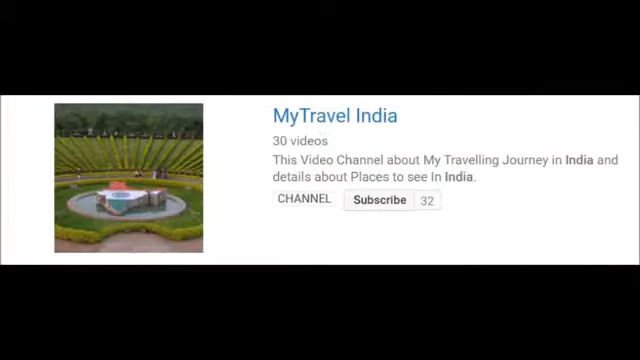 MyTravel India
30 videos
This Video Channel about My Travelling Journey in India and
details about Places to see In India.
CHANNEL Subscribe 32